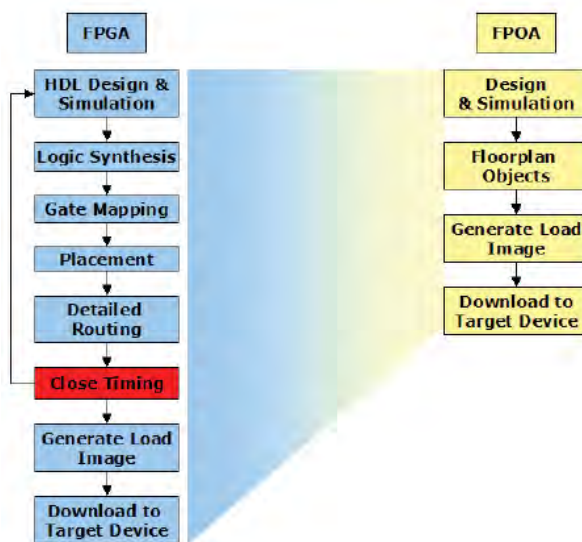 FPGA
HDL Design &
Simulation
Logic Synthesis
Gate Mapping
Placement
Detailed
Routing
Close Timing
Generate Load
Image
Download to
Target Device
FPOA
Design
& Simulation
Floorplan
Objects
Generate Load
Image
Download to
Target Device